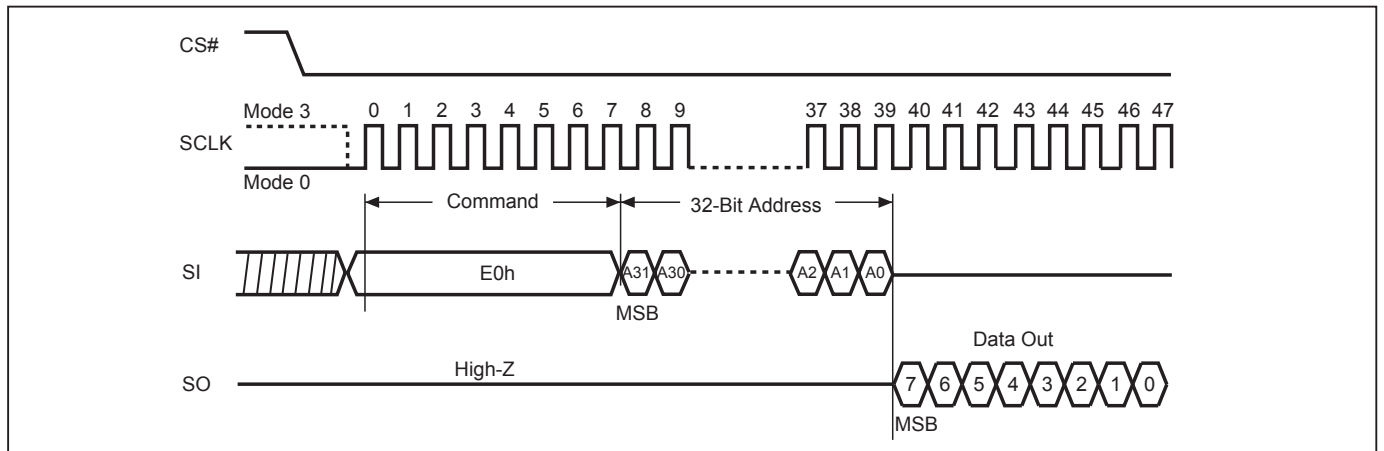 CS#
Mode 3
0 1 2 3 4 5 6 7 8 9 37 38 39 40 41 42 43 44 45 46 47
SCLK
Mode 0
Command 32-Bit Address
SI E0h A31 A30 A2 A1 A0
MSB
Data Out
High-Z
SO 7 6 5 4 3 2 1 0
MSB